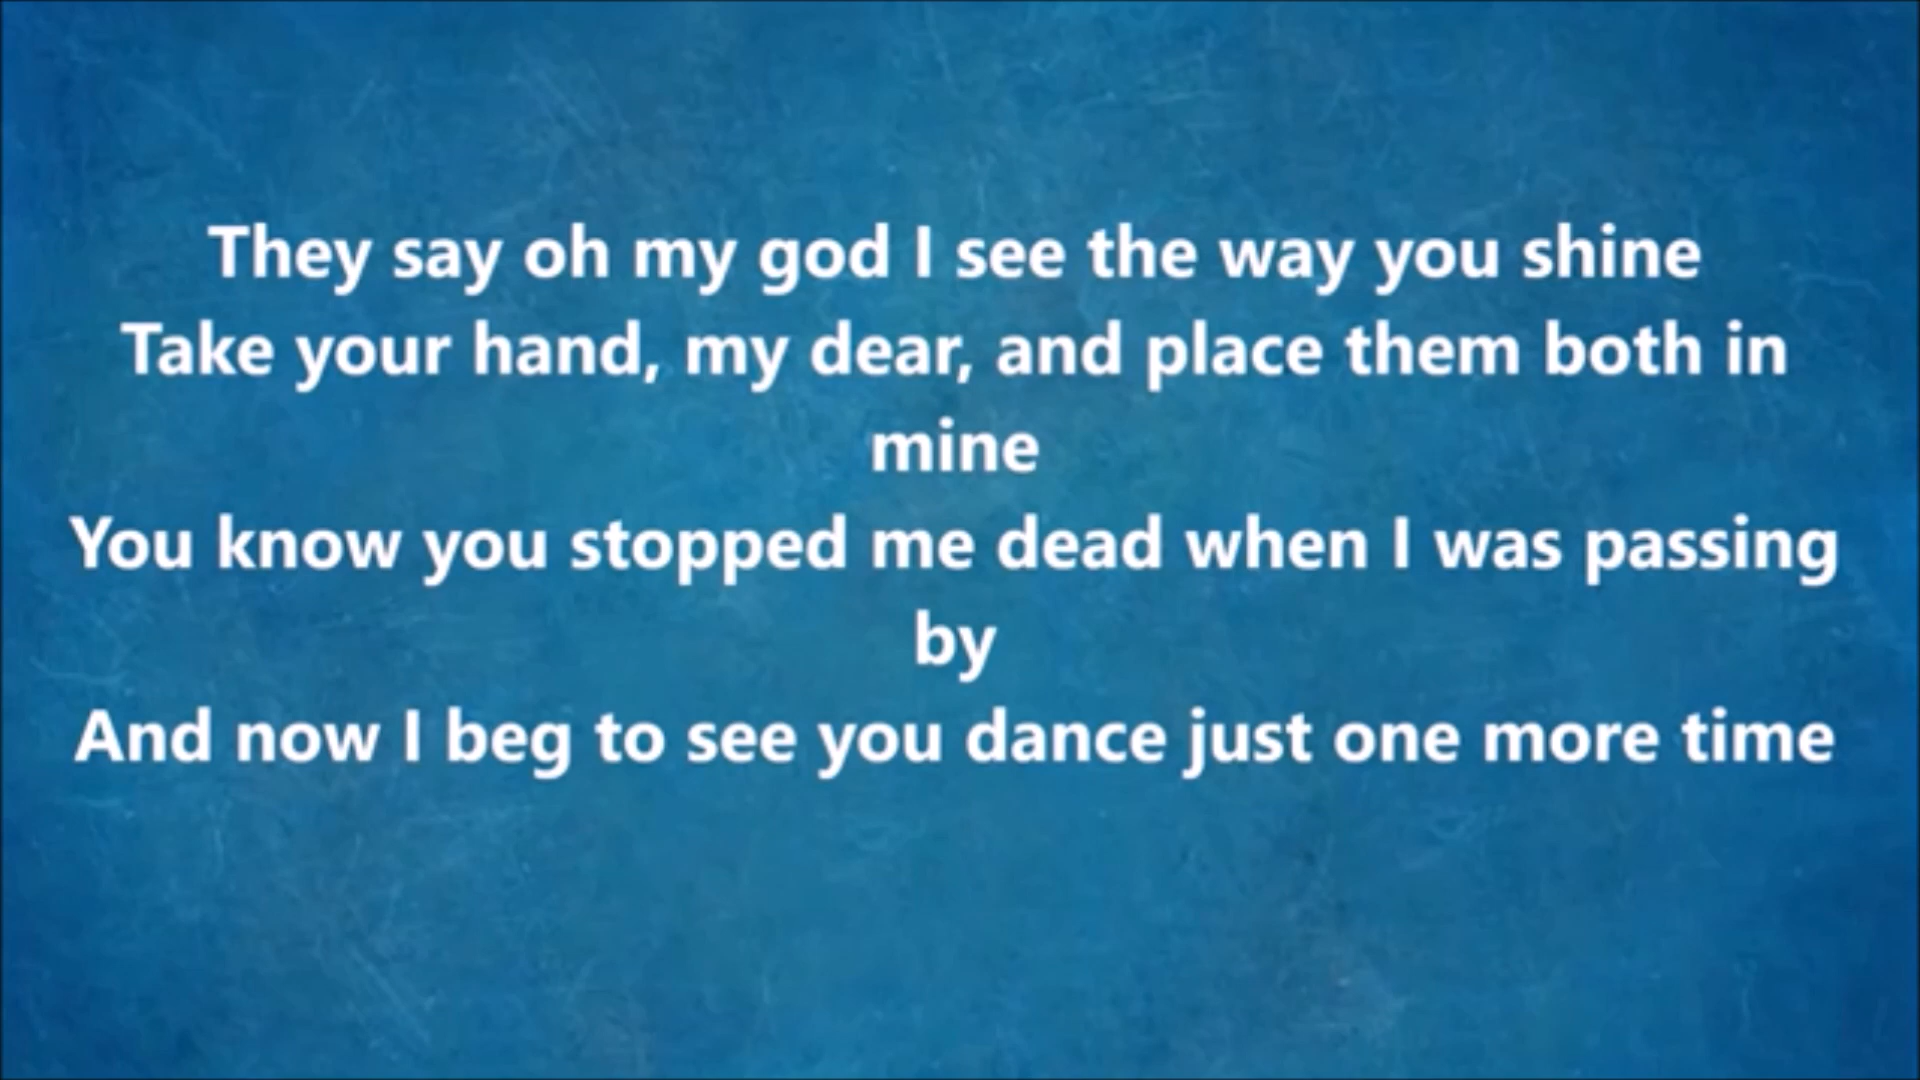 They say oh my god I see the way you shine
Take your hand, my dear, and place them both in
mine
You know you stopped me dead when I was passing
by
And now I beg to see you dance just one more time